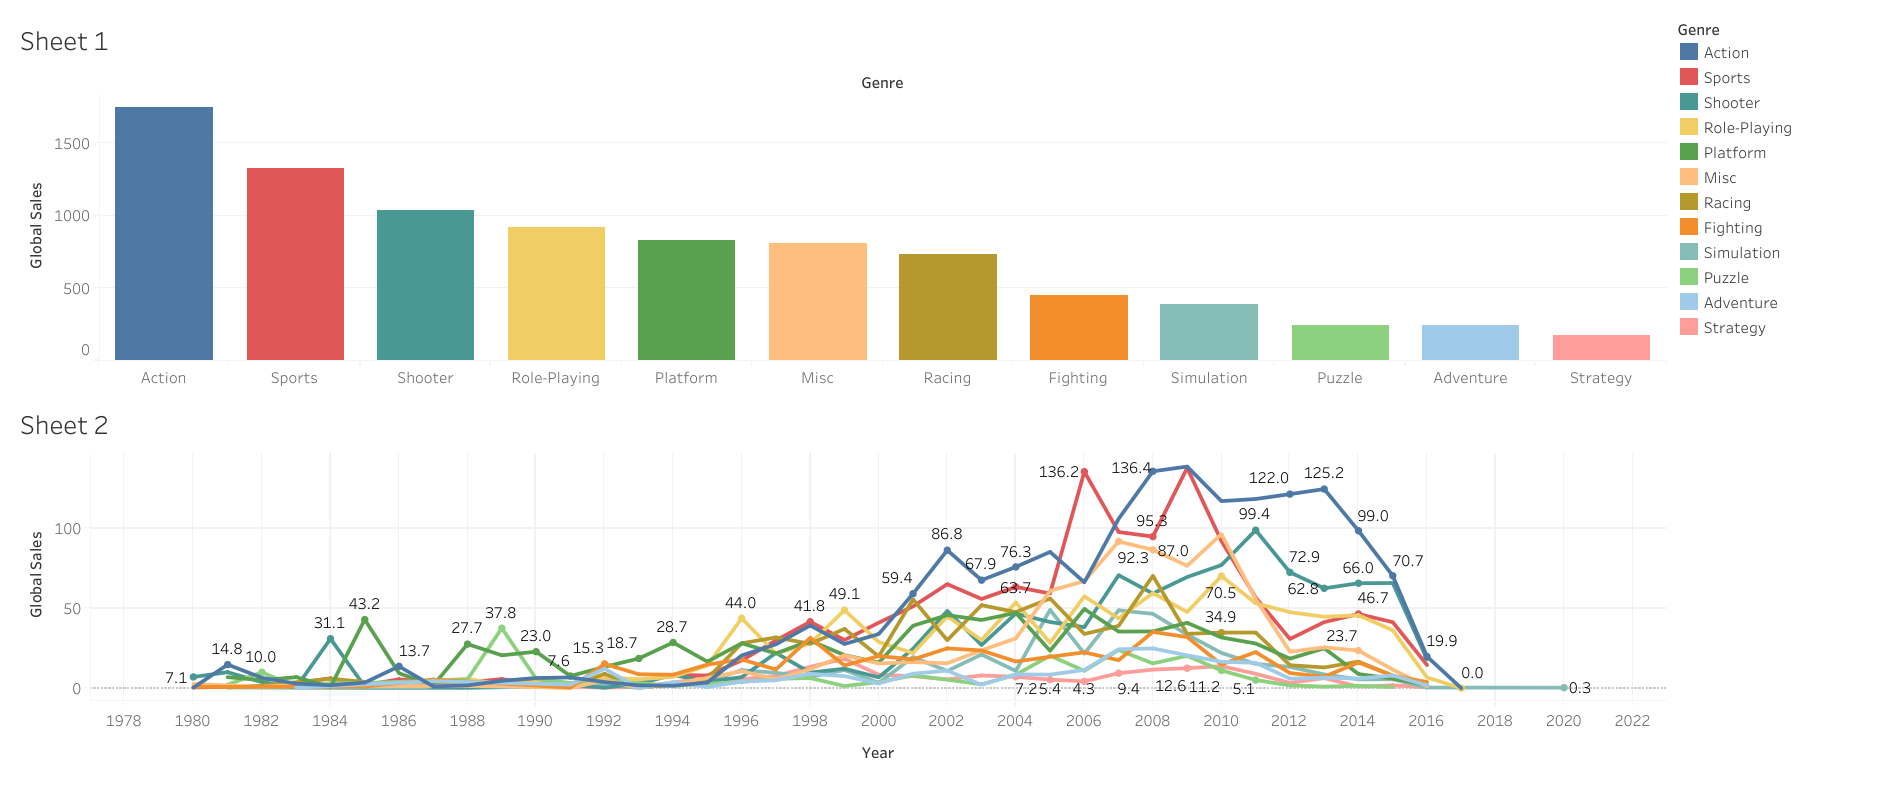 Sheet 1
Genre
Global Sales
1500
1000
500
0
Action Sports Shooter Role-Playing Platform Misc Racing Fighting Simulation Puzzle Adventure Strategy
Genre
Action
Sports
Shooter
Role-Playing
Platform
Misc
Racing
Fighting
Simulation
Puzzle
Adventure
Strategy
Sheet 2
Global Sales
100
50
0
7.1 14.8 10.0 31.1 43.2 13.7 27.7 37.8 23.0 7.6 15.3 18.7 28.7 44.0 41.8 49.1 59.4 86.8 67.9 76.3 63.7 136.2 136.4 95.3 92.3 87.0 122.0 125.2 99.4 99.0 72.9 62.8 66.0 70.7 70.5 46.7 34.9 23.7 19.9 0.0
7.2 5.4 4.3 9.4 12.6 11.2 5.1 0.3
1978 1980 1982 1984 1986 1988 1990 1992 1994 1996 1998 2000 2002 2004 2006 2008 2010 2012 2014 2016 2018 2020 2022
Year